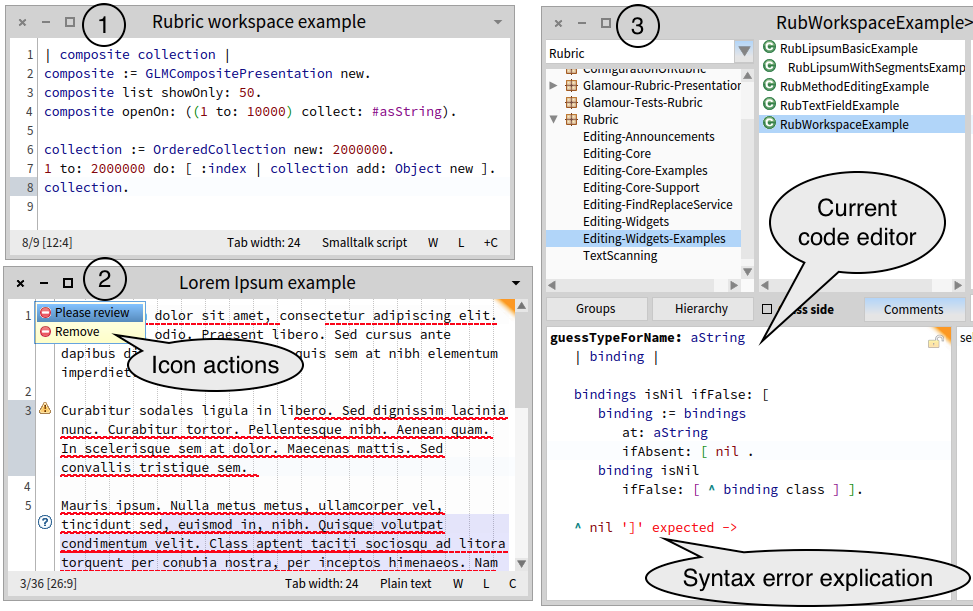 1
Rubric workspace example
1 | composite collection |
2 composite := GLMCompositePresentation new.
3 composite list showOnly: 50.
4 composite openOn: ((1 to: 10000) collect: #asString).
5
6 collection := OrderedCollection new: 2000000.
7 1 to: 2000000 do: [ :index | collection add: Object new ].
8 collection.
9
8/9 [12:4] Tab width: 24 Smalltalk script W L +C
2
Lorem Ipsum example
Please review
Remove
Icon actions
1 dolor sit amet, consectetur adipiscing elit.
odio. Praesent libero. Sed cursus ante
dapibus quis sem at nibh elementum
imperdiet
2
3 Curabitur sodales ligula in libero. Sed dignissim lacinia
nunc. Curabitur tortor. Pellentesque nibh. Aenean quam.
In scelerisque sem at dolor. Maecenas mattis. Sed
convallis tristique sem.
4
5 Mauris ipsum. Nulla metus metus, ullamcorper vel,
tincidunt sed, euismod in, nibh. Quisque volutpat
condimentum velit. Class aptent taciti sociosqu ad litora
torquent per conubia nostra, per inceptos himenaeos. Nam
3/36 [26:9] Tab width: 24 Plain text W L C
3
RubWorkspaceExample>
Rubric
ConfigurationOfRubric
Glamour-Rubric-Presentation
Glamour-Tests-Rubric
Rubric
Editing-Announcements
Editing-Core
Editing-Core-Examples
Editing-Core-Support
Editing-FindReplaceService
Editing-Widgets
Editing-Widgets-Examples
TextScanning
RubLipsumBasicExample
RubLipsumWithSegmentsExamp
RubMethodEditingExample
RubTextFieldExample
RubWorkspaceExample
Current
code editor
Groups Hierarchy ss side Comments
guessTypeForName: aString
| binding |
bindings isNil ifFalse: [
binding := bindings
at: aString
ifAbsent: [ nil .
binding isNil
ifFalse: [ ^ binding class ] ].
^ nil ']' expected ->
sel
Syntax error explication